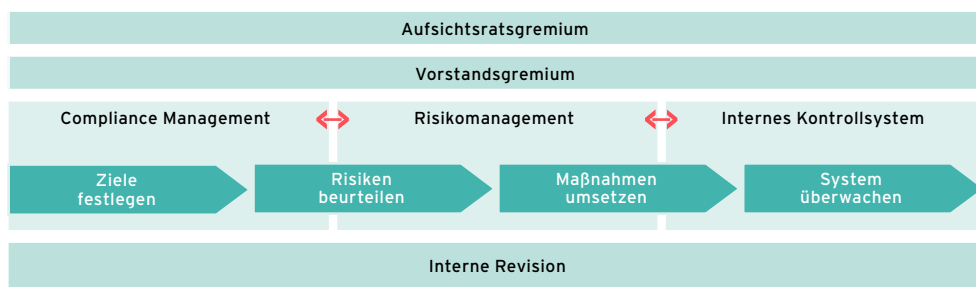 Aufsichtsratsgremium
Vorstandsgremium
Compliance Management
Risikomanagement
Internes Kontrollsystem
Ziele
festlegen
Risiken
beurteilen
Maßnahmen
umsetzen
System
überwachen
Interne Revision